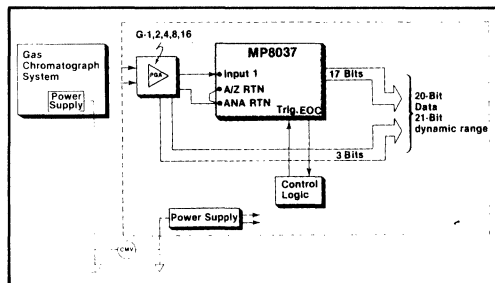 G-1,2,4,8,16
Gas
Chromatograph
System
Power
Supply
PGA
MP8037
Input 1
A/Z RTN
ANA RTN
Trig. EOC
17 Bits
20-Bit
Data
21-Bit
dynamic range
3 Bits
Control
Logic
Power Supply
CMV